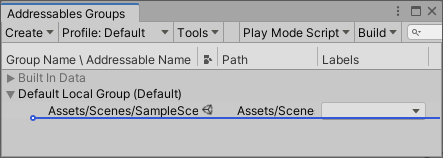 Addressables Groups
Create Profile: Default Tools Play Mode Script Build
Group Name \ Addressable Name Path Labels
Built In Data
Default Local Group (Default)
Assets/Scenes/SampleSce Assets/Scene